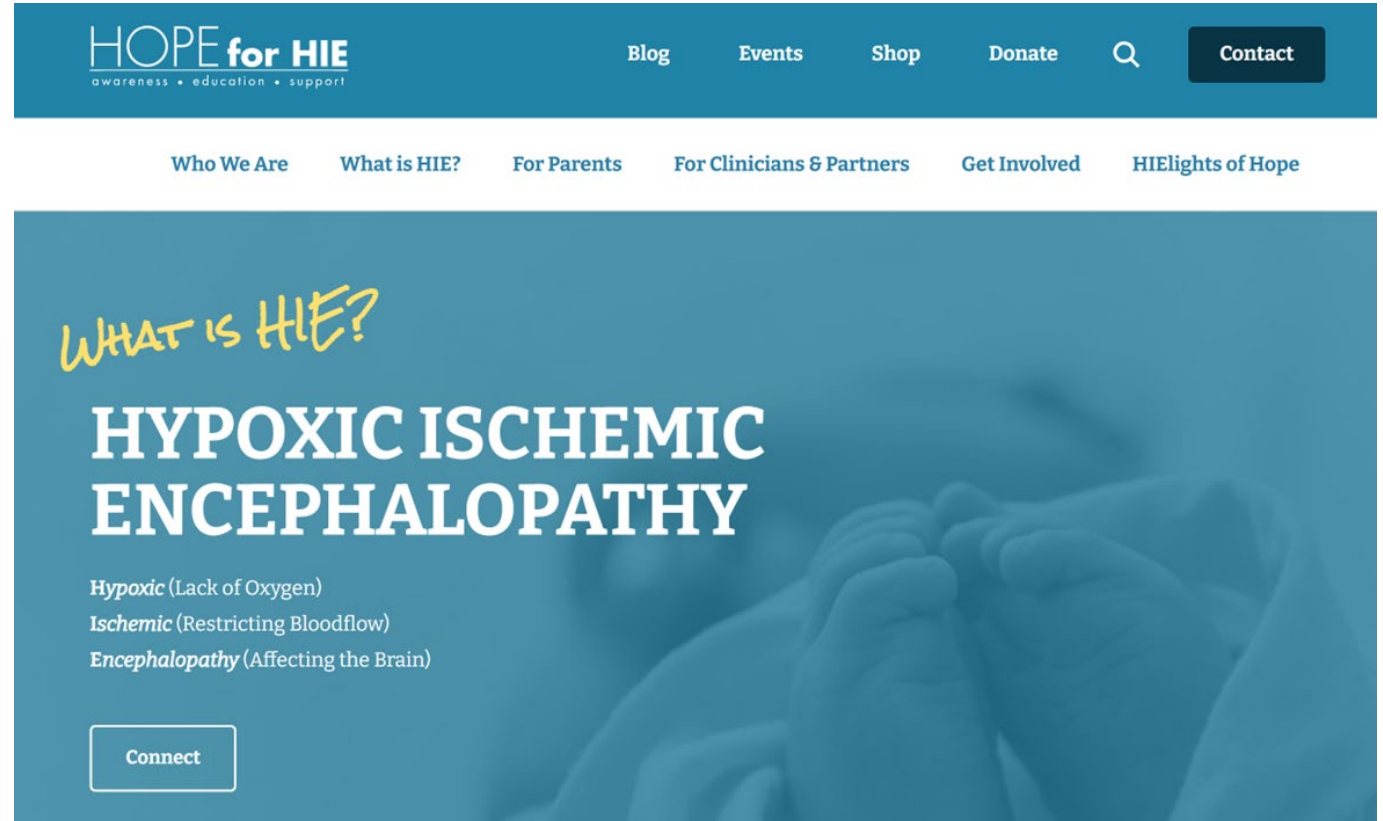 HOPE for HIE
awareness • education • support
Blog Events Shop Donate Contact
Who We Are What is HIE? For Parents For Clinicians & Partners Get Involved HIElights of Hope
WHAT IS HIE?
HYPOXIC ISCHEMIC
ENCEPHALOPATHY
Hypoxic (Lack of Oxygen)
Ischemic (Restricting Bloodflow)
Encephalopathy (Affecting the Brain)
Connect